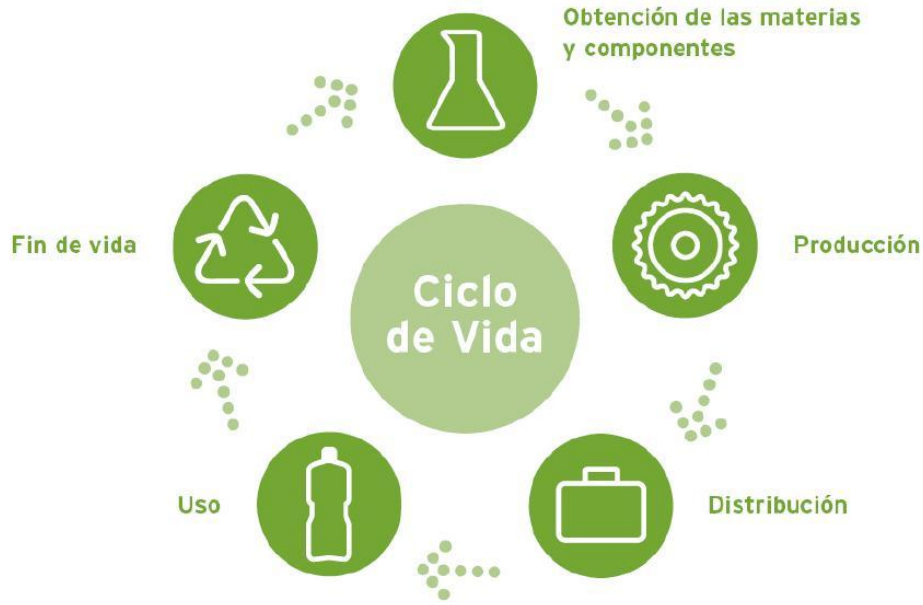 Obtención de las materias
y componentes
Producción
Distribución
Uso
Fin de vida
Ciclo
de Vida